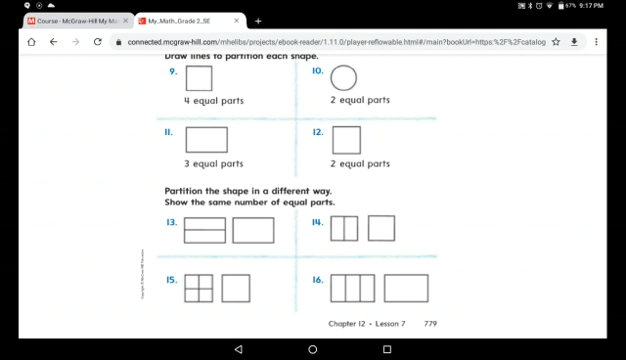 97% 9:17 PM
Course - McGraw-Hill My Ma
My_Math_Grade 2_SE
connected.mcgraw-hill.com/mhelibs/projects/ebook-reader/1.11.0/player-reflowable.html#/main?bookUrl=https:%2F%2Fcatalog
Draw lines to partition each shape.
9. 10.
4 equal parts 2 equal parts
11. 12.
3 equal parts 2 equal parts
Partition the shape in a different way.
Show the same number of equal parts.
13. 14.
15. 16.
Chapter 12 • Lesson 7 779